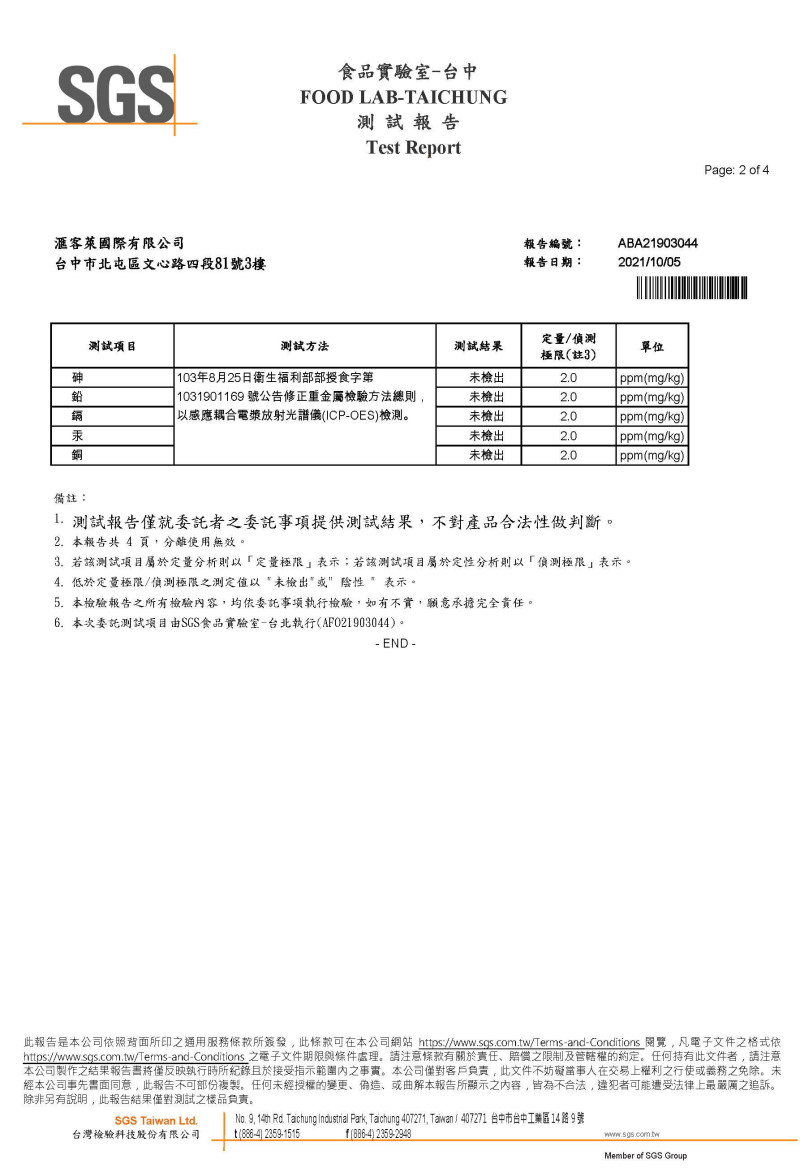 SGS
食品實驗室-台中
FOOD LAB-TAICHUNG
測 試 報 告
Test Report
Page: 2 of 4
滙客萊國際有限公司
報告編號： ABA21903044
台中市北屯區文心路四段81號3樓
報告日期： 2021/10/05
測試項目 測試方法 測試結果 定量/偵測極限(註3) 單位
砷 103年8月25日衛生福利部部授食字第 未檢出 2.0 ppm(mg/kg)
鉛 1031901169 號公告修正重金屬檢驗方法總則， 未檢出 2.0 ppm(mg/kg)
鎘 以感應耦合電漿放射光譜儀(ICP-OES)檢測。 未檢出 2.0 ppm(mg/kg)
汞 未檢出 2.0 ppm(mg/kg)
銅 未檢出 2.0 ppm(mg/kg)
備註：
1. 測試報告僅就委託者之委託事項提供測試結果，不對產品合法性做判斷。
2. 本報告共 4 頁，分離使用無效。
3. 若該測試項目屬於定量分析則以「定量極限」表示；若該測試項目屬於定性分析則以「偵測極限」表示。
4. 低於定量極限/偵測極限之測定值以 "未檢出"或" 陰性 " 表示。
5. 本檢驗報告之所有檢驗內容，均依委託事項執行檢驗，如有不實，願意承擔完全責任。
6. 本次委託測試項目由SGS食品實驗室-台北執行(AFO21903044)。
- END -
此報告是本公司依照背面所印之通用服務條款所簽發，此條款可在本公司網站 https://www.sgs.com.tw/Terms-and-Conditions 閱覽，凡電子文件之格式依
https://www.sgs.com.tw/Terms-and-Conditions 之電子文件期限與條件處理。請注意條款有關於責任、賠償之限制及管轄權的約定。任何持有此文件者，請注意
本公司製作之結果報告書將僅反映執行時所紀錄且於接受指示範圍內之事實。本公司僅對客戶負責，此文件不妨礙當事人在交易上權利之行使或義務之免除。未
經本公司事先書面同意，此報告不可部份複製。任何未經授權的變更、偽造、或曲解本報告所顯示之內容，皆為不合法，違犯者可能遭受法律上最嚴厲之追訴。
除非另有說明，此報告結果僅對測試之樣品負責。
SGS Taiwan Ltd. No. 9, 14th Rd. Taichung Industrial Park, Taichung 407271, Taiwan / 407271 台中市台中工業區 14 路 9 號
台灣檢驗科技股份有限公司 t (886-4) 2359-1515 f (886-4) 2359-2948 www.sgs.com.tw
Member of SGS Group